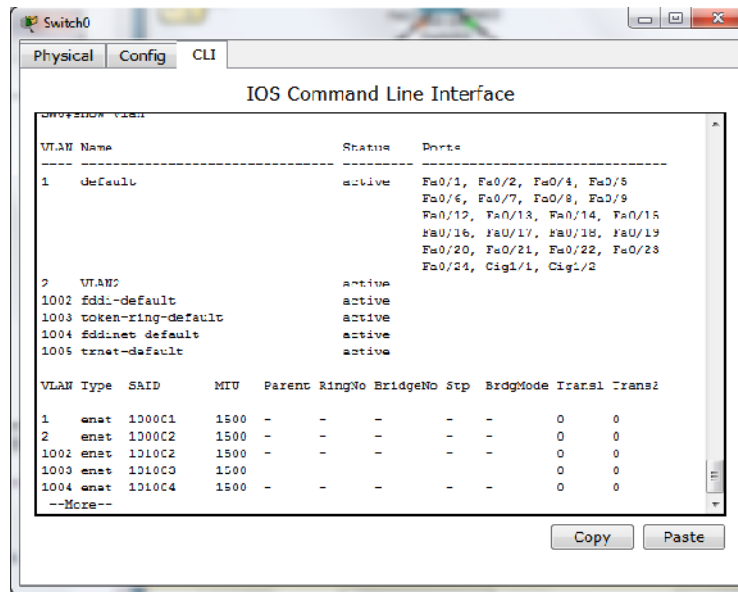 Switch0
Physical Config CLI
IOS Command Line Interface
VLAN Name Status Ports
---- -------------------------------- --------- -------------------------------
1 default active Fa0/1, Fa0/2, Fa0/4, Fa0/5
Fa0/6, Fa0/7, Fa0/8, Fa0/9
Fa0/12, Fa0/13, Fa0/14, Fa0/15
Fa0/16, Fa0/17, Fa0/18, Fa0/19
Fa0/20, Fa0/21, Fa0/22, Fa0/23
Fa0/24, Gig1/1, Gig1/2
2 VLAN2 active
1002 fddi-default active
1003 token-ring-default active
1004 fddinet-default active
1005 trnet-default active
VLAN Type SAID MTU Parent RingNo BridgeNo Stp BrdgMode Trans1 Trans2
1 enet 100001 1500 - - - - - 0 0
2 enet 100002 1500 - - - - - 0 0
1002 enet 101002 1500 - - - - - 0 0
1003 enet 101003 1500 0 0
1004 enet 101004 1500 - - - - - 0 0
--More--
Copy Paste